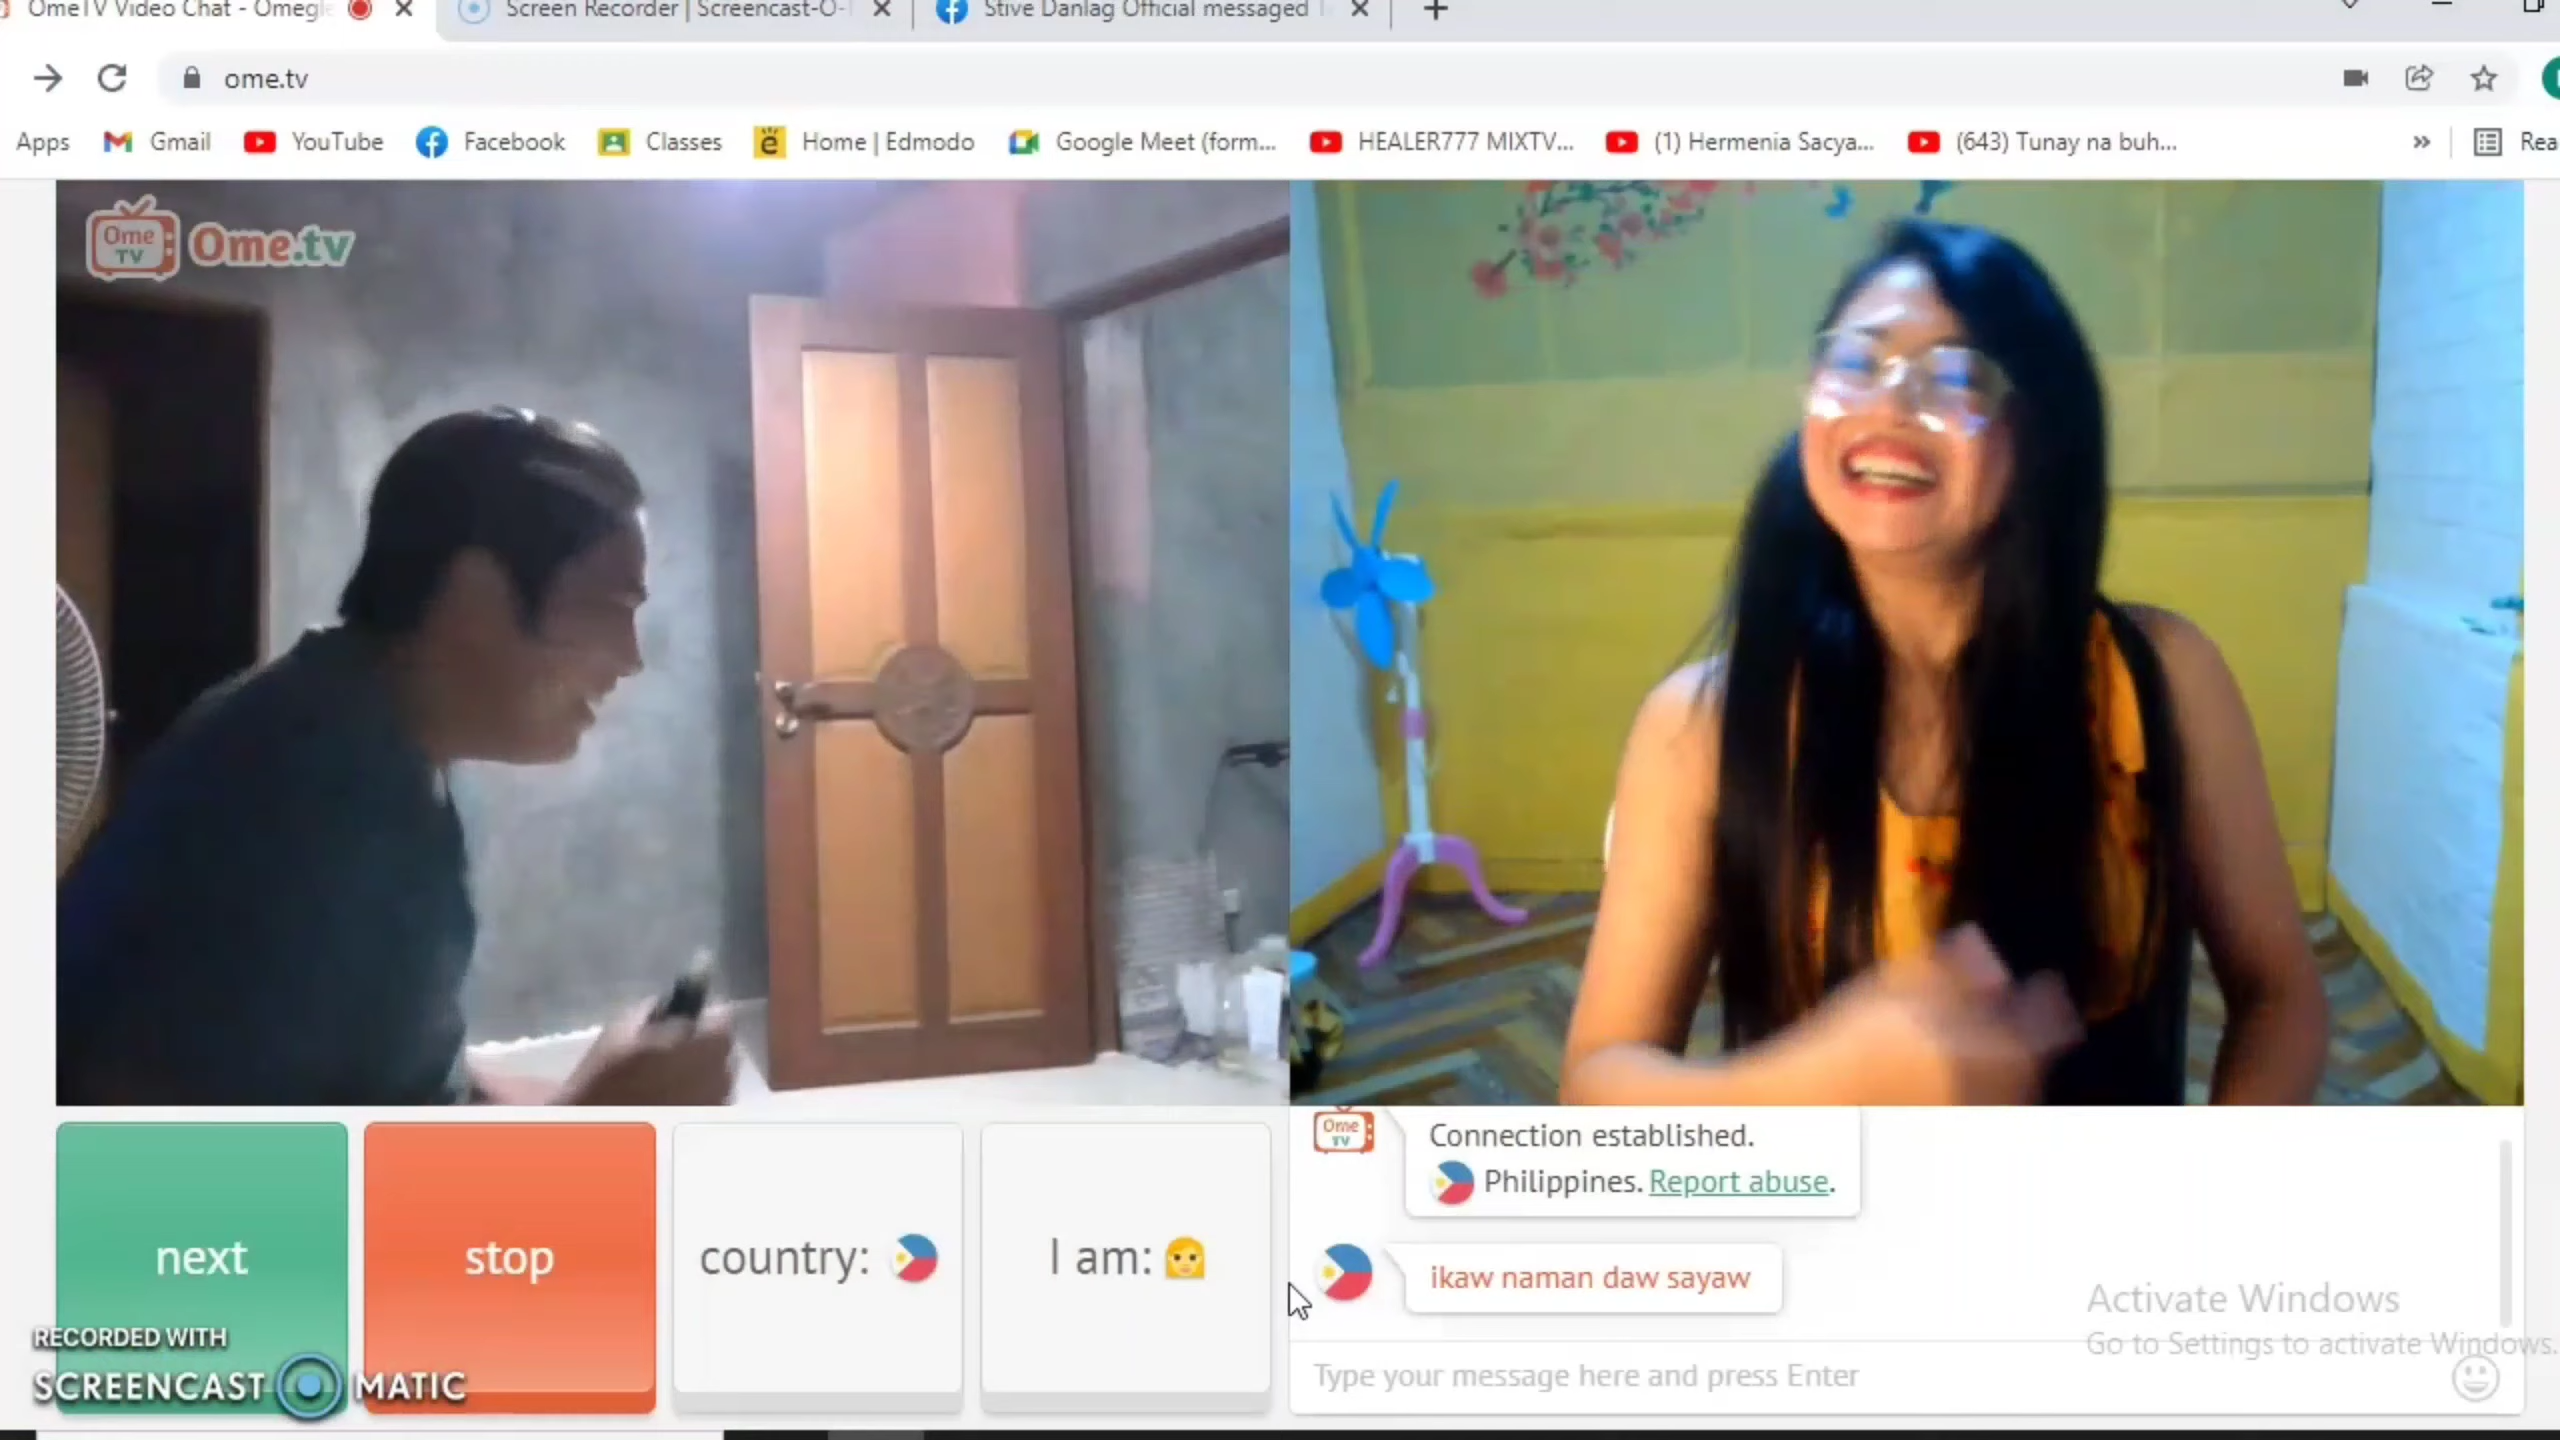 OmeTV Video Chat - Omegle
Screen Recorder | Screencast-O-
Stive Danlag Official messaged
ome.tv
Apps
Gmail
YouTube
Facebook
Classes
Home | Edmodo
Google Meet (form...
HEALER777 MIXTV...
(1) Hermenia Sacya...
(643) Tunay na buh...
»
Rea
Ome TV Ome.tv
next
stop
country:
I am:
Ome TV
Connection established.
Philippines. Report abuse.
ikaw naman daw sayaw
Type your message here and press Enter
Activate Windows
Go to Settings to activate Windows.
RECORDED WITH
SCREENCAST MATIC